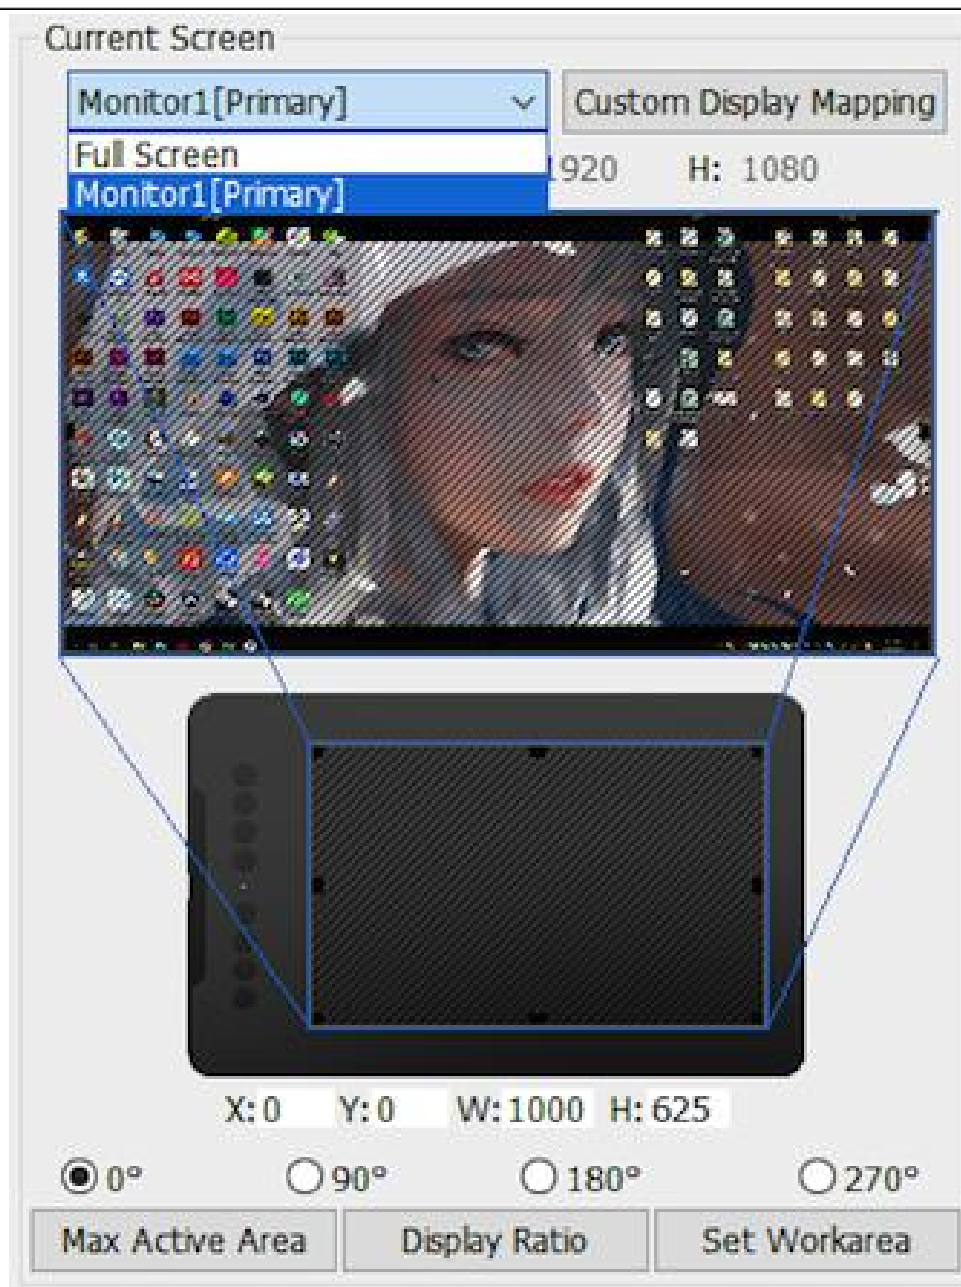 Current Screen
Monitor1[Primary] Custom Display Mapping
Full Screen 1920 H: 1080
Monitor1[Primary]
X: 0 Y: 0 W: 1000 H: 625
0° 90° 180° 270°
Max Active Area Display Ratio Set Workarea